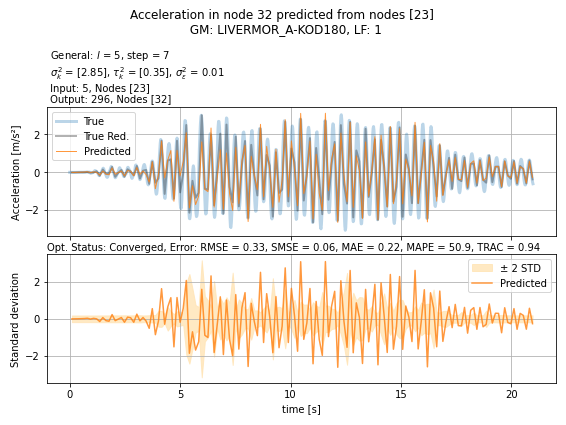 Acceleration in node 32 predicted from nodes [23]
GM: LIVERMOR_A-KOD180, LF: 1
General: l = 5, step = 7
σ²ₖ = [2.85], τ²ₖ = [0.35], σ²ε = 0.01
Input: 5, Nodes [23]
Output: 296, Nodes [32]
Acceleration [m/s²]
2
0
−2
True
True Red.
Predicted
Opt. Status: Converged, Error: RMSE = 0.33, SMSE = 0.06, MAE = 0.22, MAPE = 50.9, TRAC = 0.94
Standard deviation
2
0
−2
± 2 STD
Predicted
0
5
10
15
20
time [s]